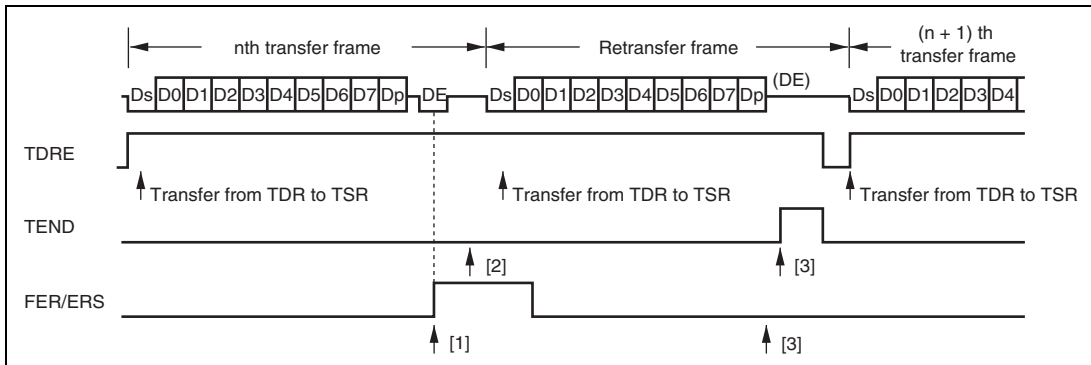 nth transfer frame
Retransfer frame
(n + 1) th
transfer frame
Ds D0 D1 D2 D3 D4 D5 D6 D7 Dp DE
Ds D0 D1 D2 D3 D4 D5 D6 D7 Dp (DE)
Ds D0 D1 D2 D3 D4
TDRE
Transfer from TDR to TSR
Transfer from TDR to TSR
Transfer from TDR to TSR
TEND
[2]
[3]
FER/ERS
[1]
[3]